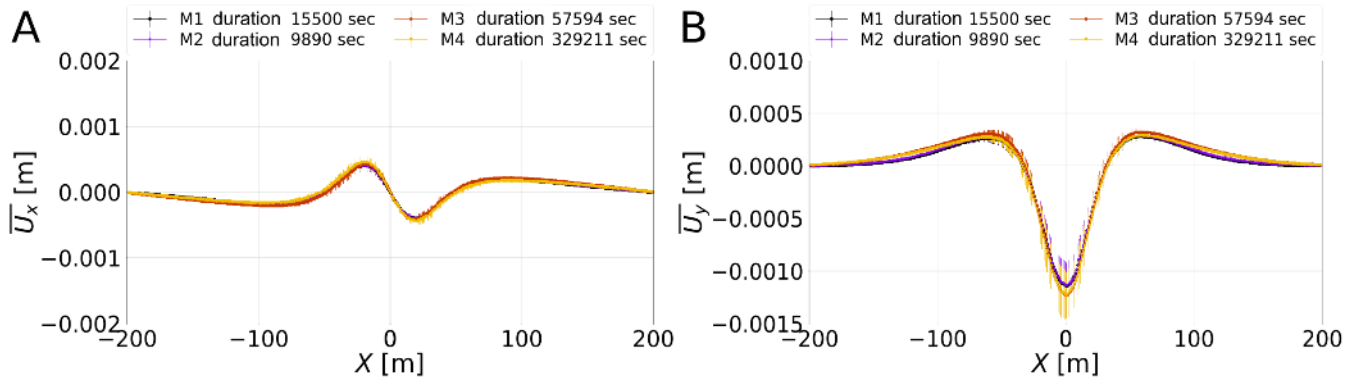 A
M1 duration 15500 sec
M2 duration 9890 sec
M3 duration 57594 sec
M4 duration 329211 sec
0.002
0.001
0.000
−0.001
−0.002
U̅x [m]
−200
−100
0
100
200
X [m]
B
M1 duration 15500 sec
M2 duration 9890 sec
M3 duration 57594 sec
M4 duration 329211 sec
0.0010
0.0005
0.0000
−0.0005
−0.0010
−0.0015
U̅y [m]
−200
−100
0
100
200
X [m]